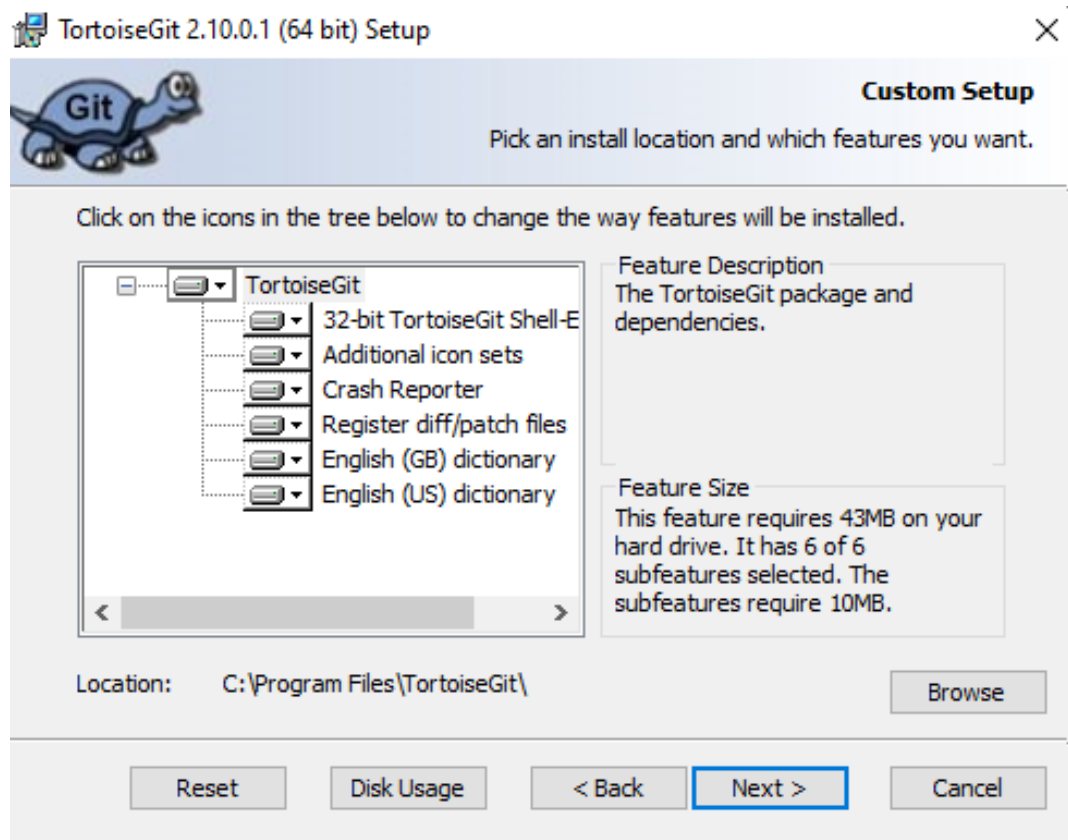 TortoiseGit 2.10.0.1 (64 bit) Setup
Git
Custom Setup
Pick an install location and which features you want.
Click on the icons in the tree below to change the way features will be installed.
TortoiseGit
32-bit TortoiseGit Shell-E
Additional icon sets
Crash Reporter
Register diff/patch files
English (GB) dictionary
English (US) dictionary
Feature Description
The TortoiseGit package and
dependencies.
Feature Size
This feature requires 43MB on your
hard drive. It has 6 of 6
subfeatures selected. The
subfeatures require 10MB.
Location: C:\Program Files\TortoiseGit\
Browse
Reset Disk Usage < Back Next > Cancel